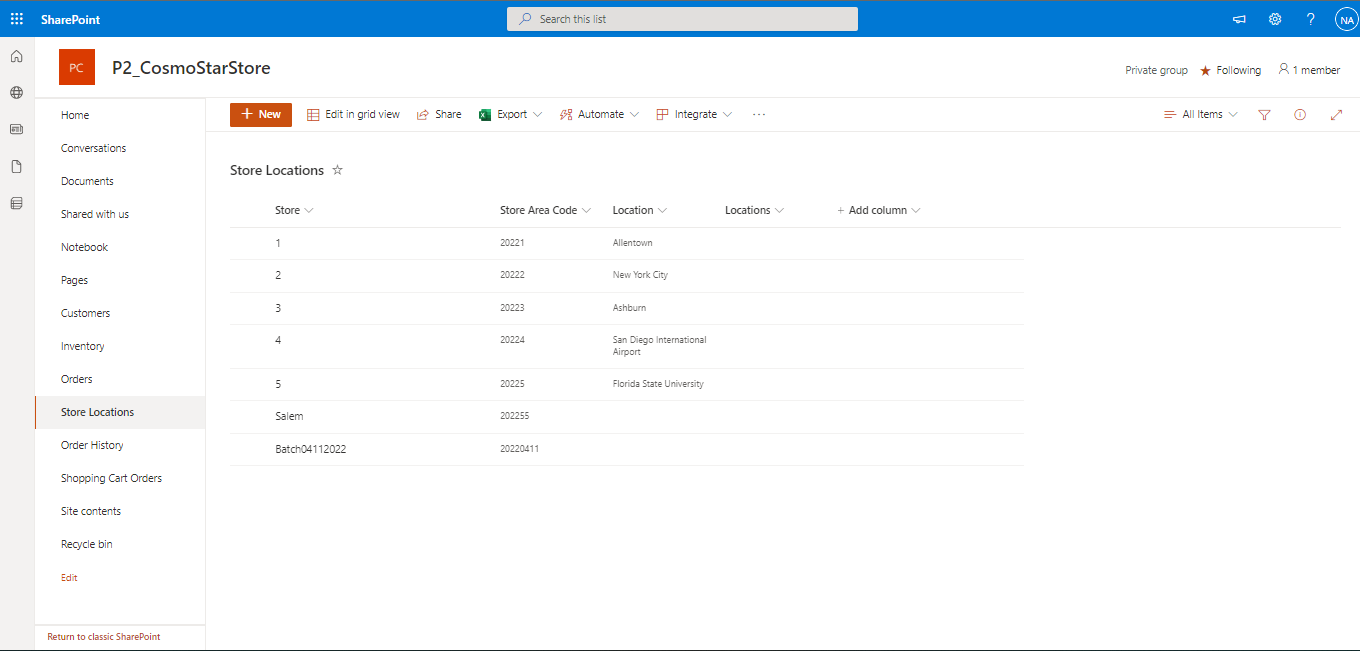 SharePoint
Search this list
?
NA
PC
P2_CosmoStarStore
Private group
Following
1 member
Home
Conversations
Documents
Shared with us
Notebook
Pages
Customers
Inventory
Orders
Store Locations
Order History
Shopping Cart Orders
Site contents
Recycle bin
Edit
Return to classic SharePoint
+ New
Edit in grid view
Share
Export
Automate
Integrate
...
All Items
Store Locations
Store
Store Area Code
Location
Locations
+ Add column
1 20221 Allentown
2 20222 New York City
3 20223 Ashburn
4 20224 San Diego International
Airport
5 20225 Florida State University
Salem 202255
Batch04112022 20220411